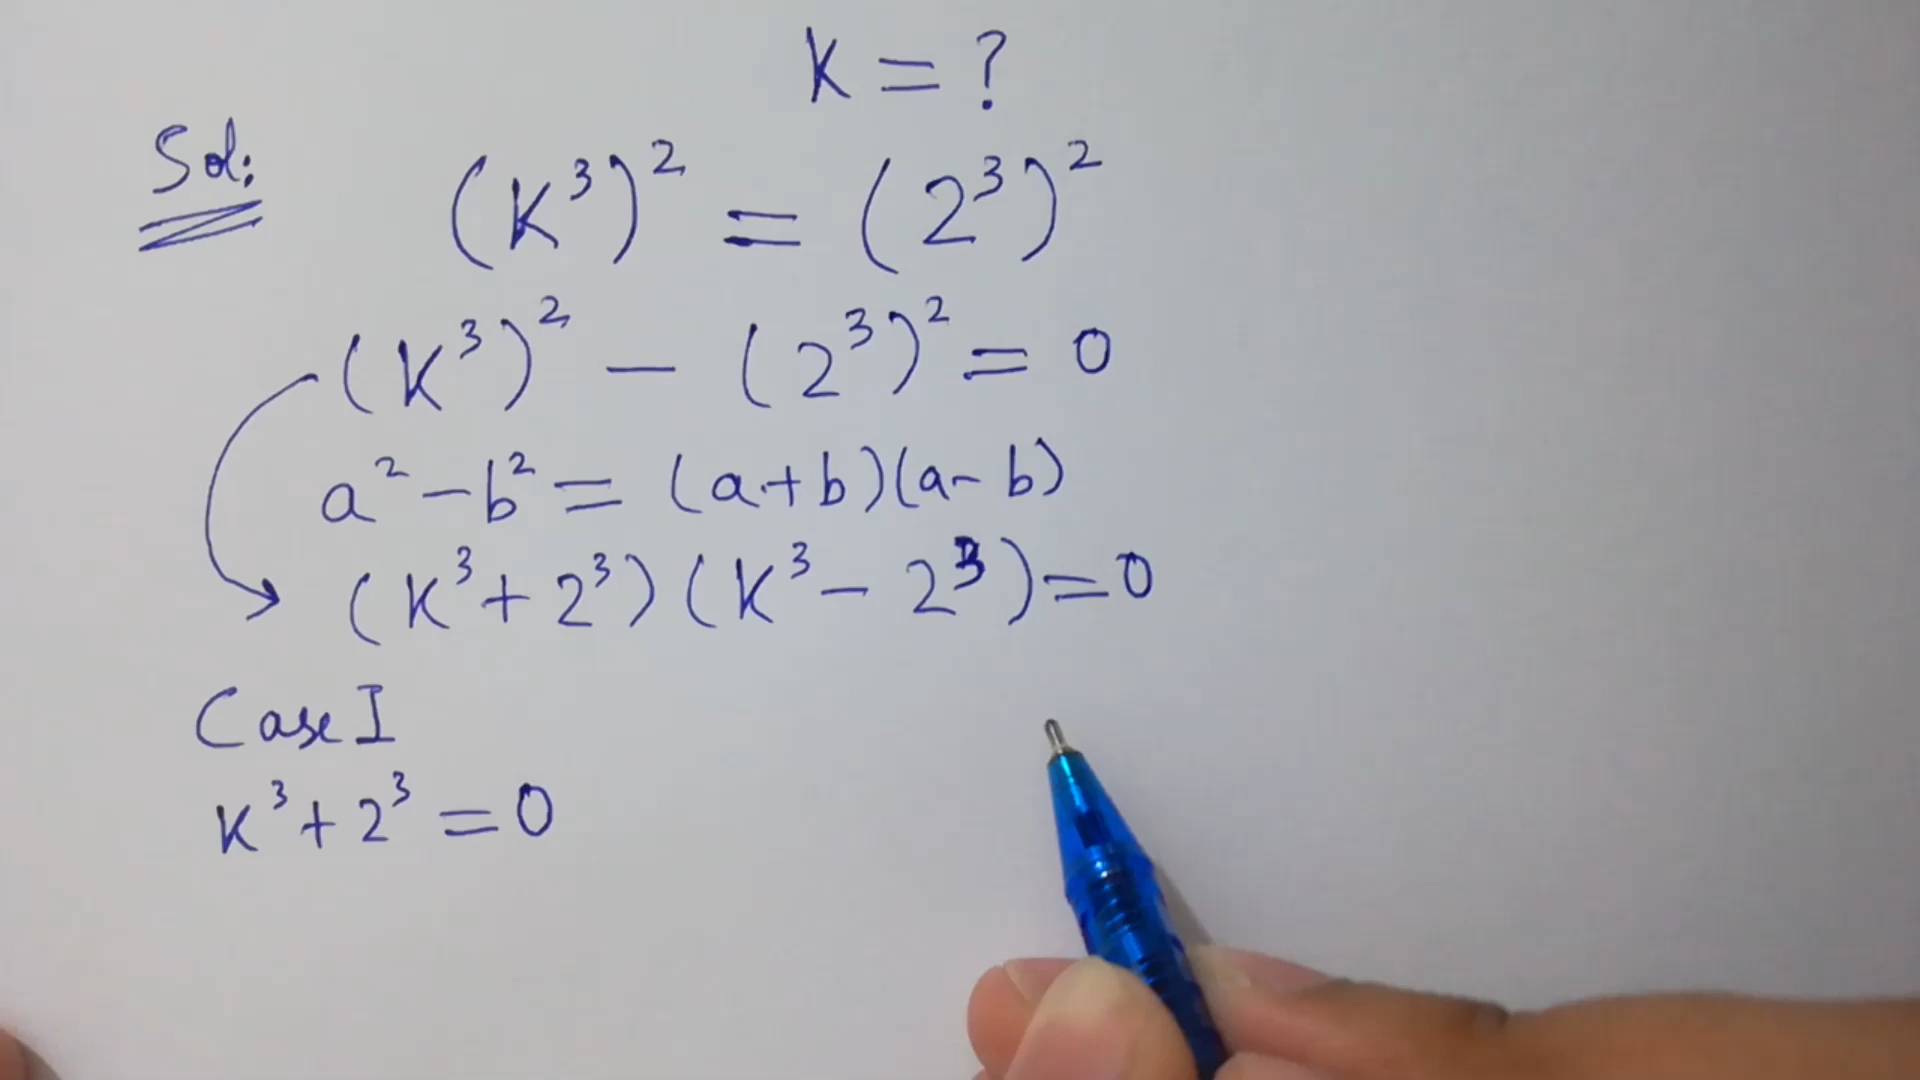 K = ?
Sol:
(K³)² = (2³)²
(K³)² - (2³)² = 0
a² - b² = (a + b)(a - b)
(K³ + 2³)(K³ - 2³) = 0
Case I
K³ + 2³ = 0